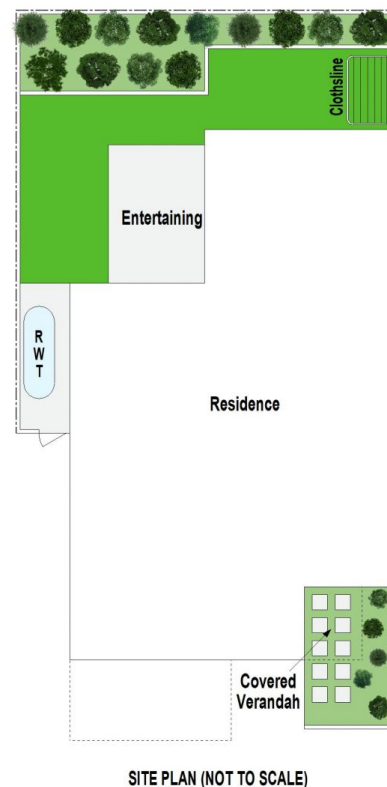 Clothsline
Entertaining
R
W
T
Residence
Covered
Verandah
SITE PLAN (NOT TO SCALE)